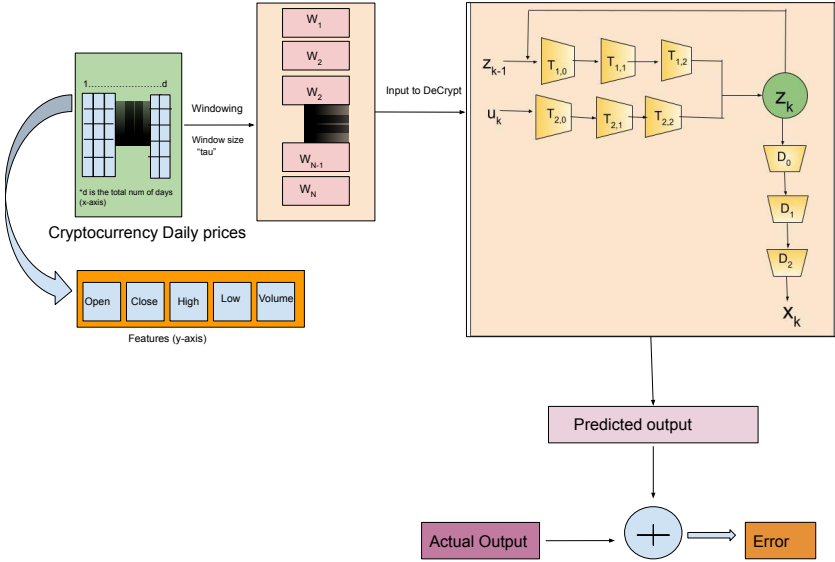 1......................d
*d is the total num of days
(x-axis)
Cryptocurrency Daily prices
Open
Close
High
Low
Volume
Features (y-axis)
Windowing
Window size
"tau"
W1
W2
W2
WN-1
WN
Input to DeCrypt
zk-1
T1,0
T1,1
T1,2
uk
T2,0
T2,1
T2,2
zk
D0
D1
D2
xk
Predicted output
Actual Output
Error